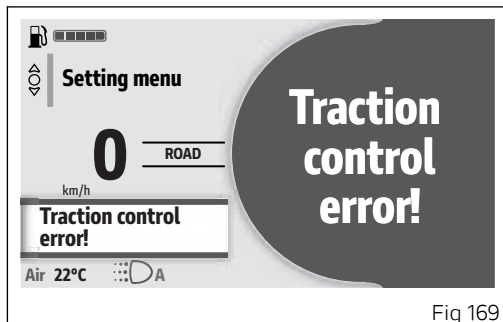 Setting menu
0
ROAD
km/h
Traction control
error!
Air 22°C
A
Traction
control
error!
Fig 169